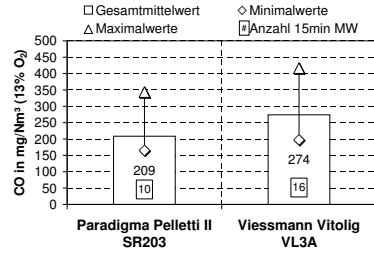 Gesamtmittelwert Minimalwerte
Maximalwerte # Anzahl 15min MW
CO in mg/Nm³ (13% O₂)
500
450
400
350
300
250
200
150
100
50
0
209
10
274
16
Paradigma Pelletti II
SR203
Viessmann Vitolig
VL3A